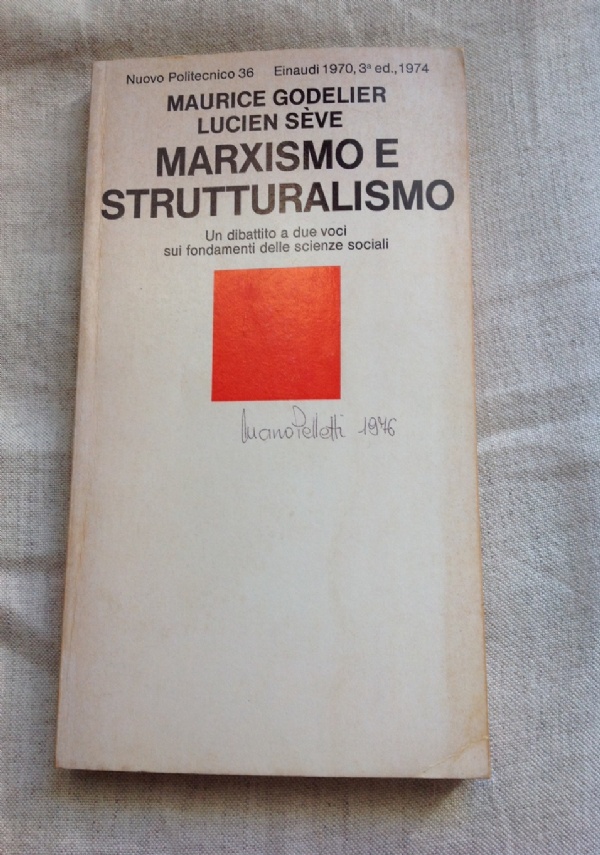 Nuovo Politecnico 36 Einaudi 1970, 3ª ed., 1974
MAURICE GODELIER
LUCIEN SÈVE
MARXISMO E
STRUTTURALISMO
Un dibattito a due voci
sui fondamenti delle scienze sociali
1976